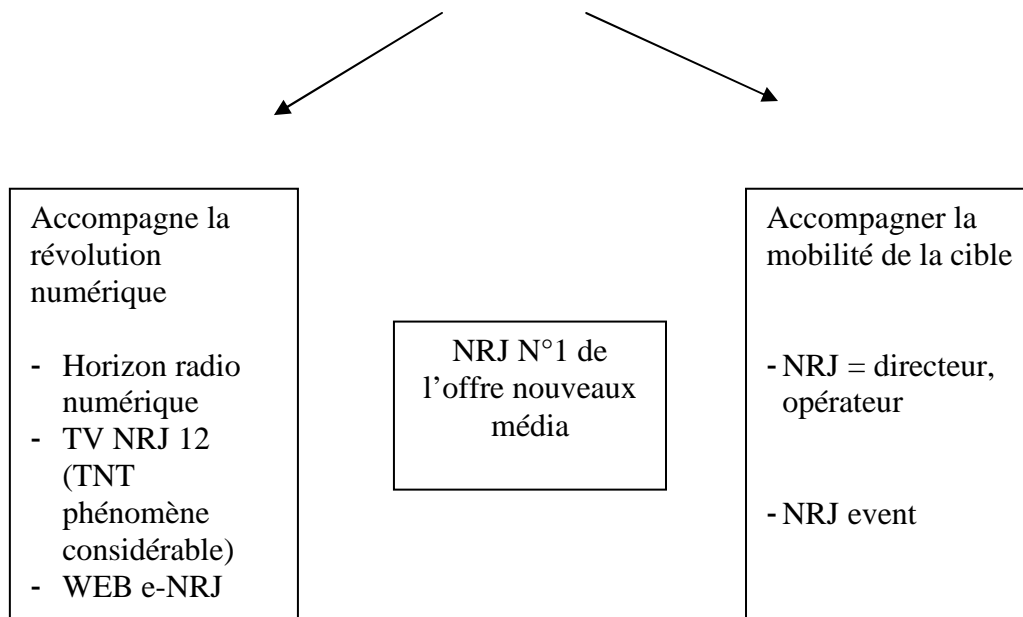 Accompagne la
révolution
numérique
- Horizon radio
numérique
- TV NRJ 12
(TNT
phénomène
considérable)
- WEB e-NRJ
NRJ N°1 de
l'offre nouveaux
média
Accompagner la
mobilité de la cible
- NRJ = directeur,
opérateur
- NRJ event